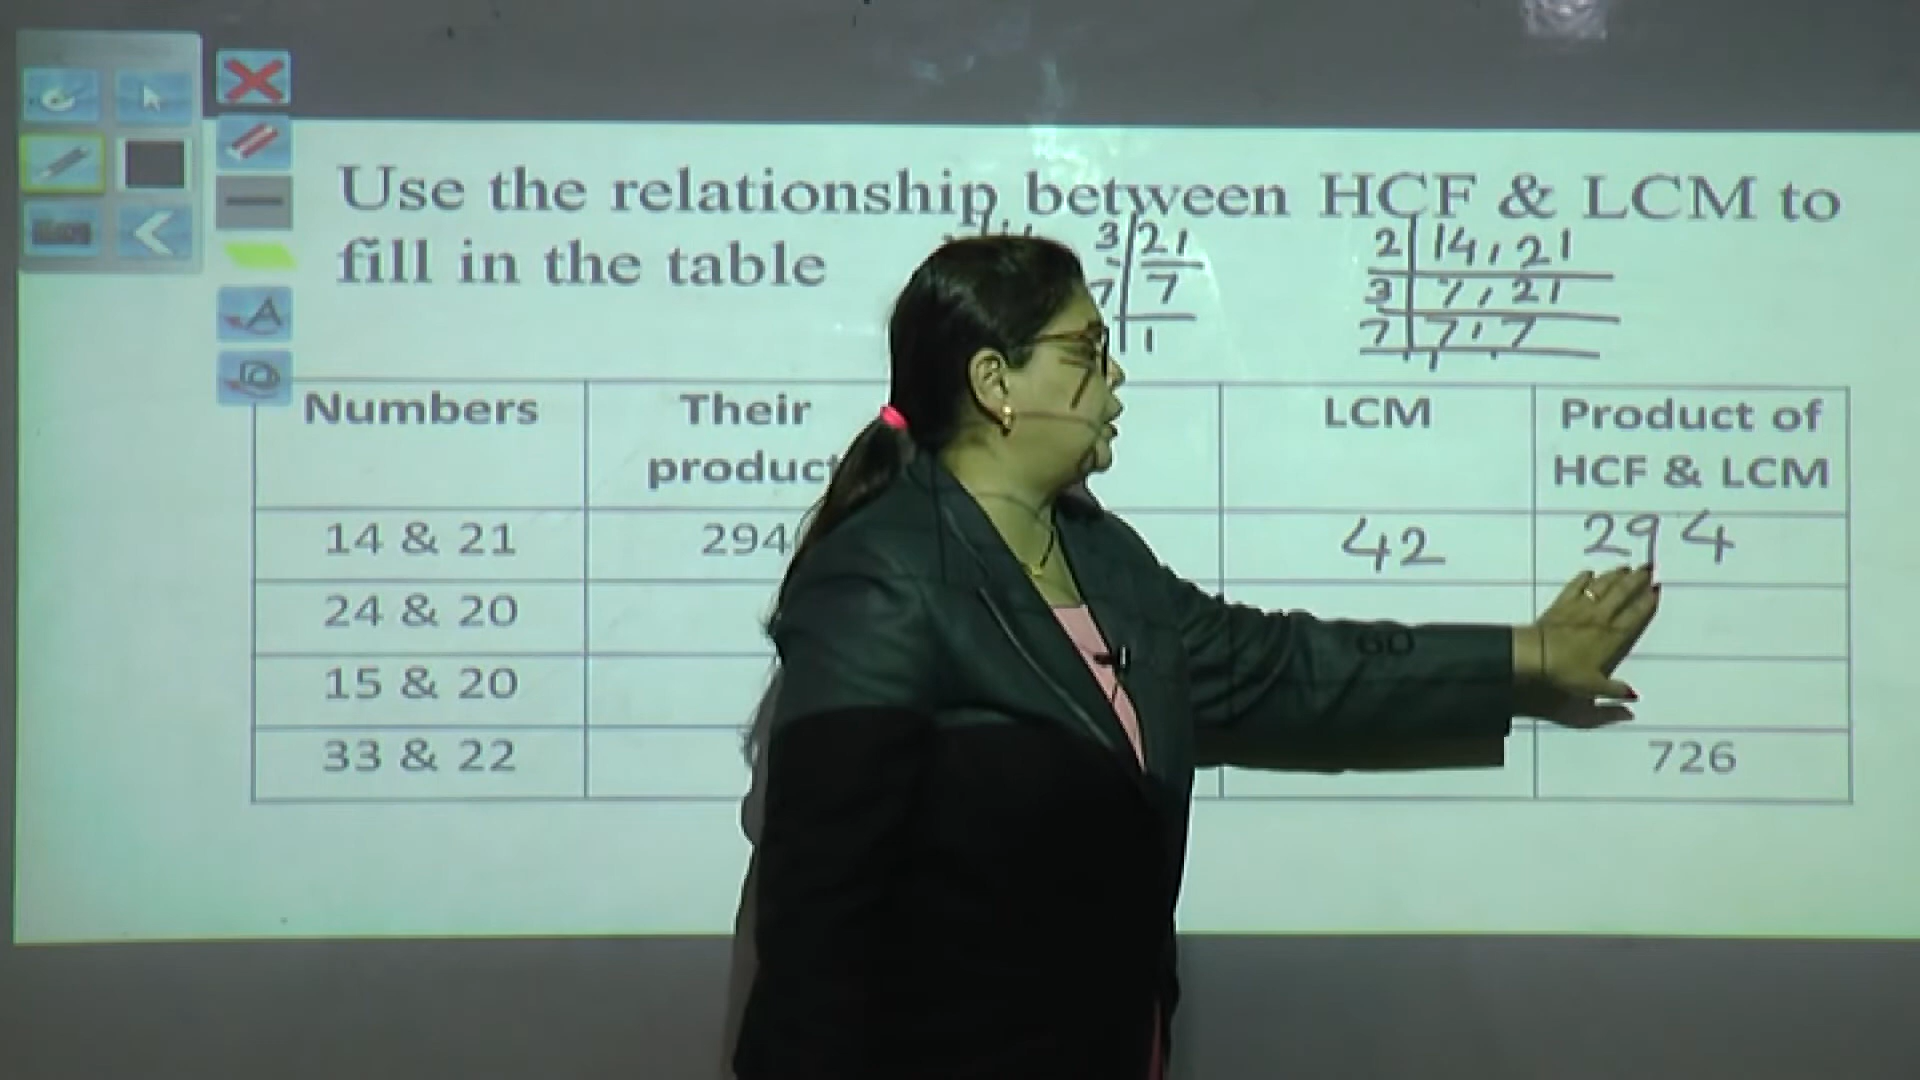 Use the relationship between HCF & LCM to
fill in the table
3 21
7 7
1
2 14, 21
3 7, 21
7 7, 7
Numbers Their product LCM Product of HCF & LCM
14 & 21 294 42 294
24 & 20
15 & 20 60
33 & 22 726